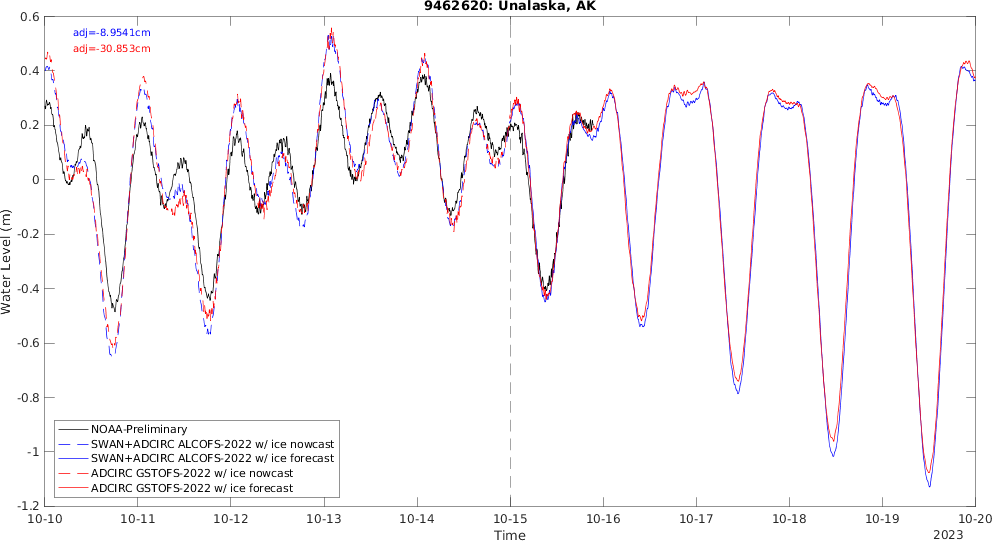 9462620: Unalaska, AK
adj=-8.9541cm
adj=-30.853cm
0.6
0.4
0.2
0
-0.2
-0.4
-0.6
-0.8
-1
-1.2
Water Level (m)
NOAA-Preliminary
SWAN+ADCIRC ALCOFS-2022 w/ ice nowcast
SWAN+ADCIRC ALCOFS-2022 w/ ice forecast
ADCIRC GSTOFS-2022 w/ ice nowcast
ADCIRC GSTOFS-2022 w/ ice forecast
10-10 10-11 10-12 10-13 10-14 10-15 10-16 10-17 10-18 10-19 10-20
Time
2023